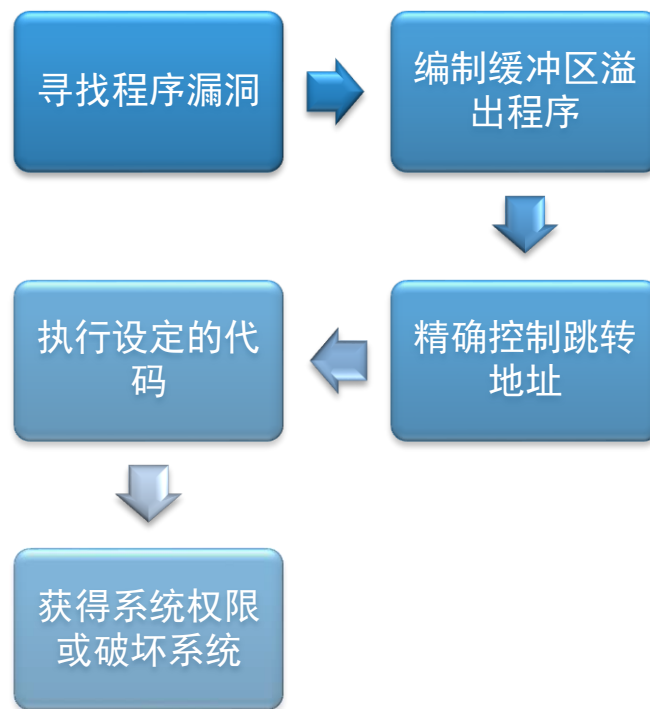 寻找程序漏洞
编制缓冲区溢
出程序
精确控制跳转
地址
执行设定的代
码
获得系统权限
或破坏系统